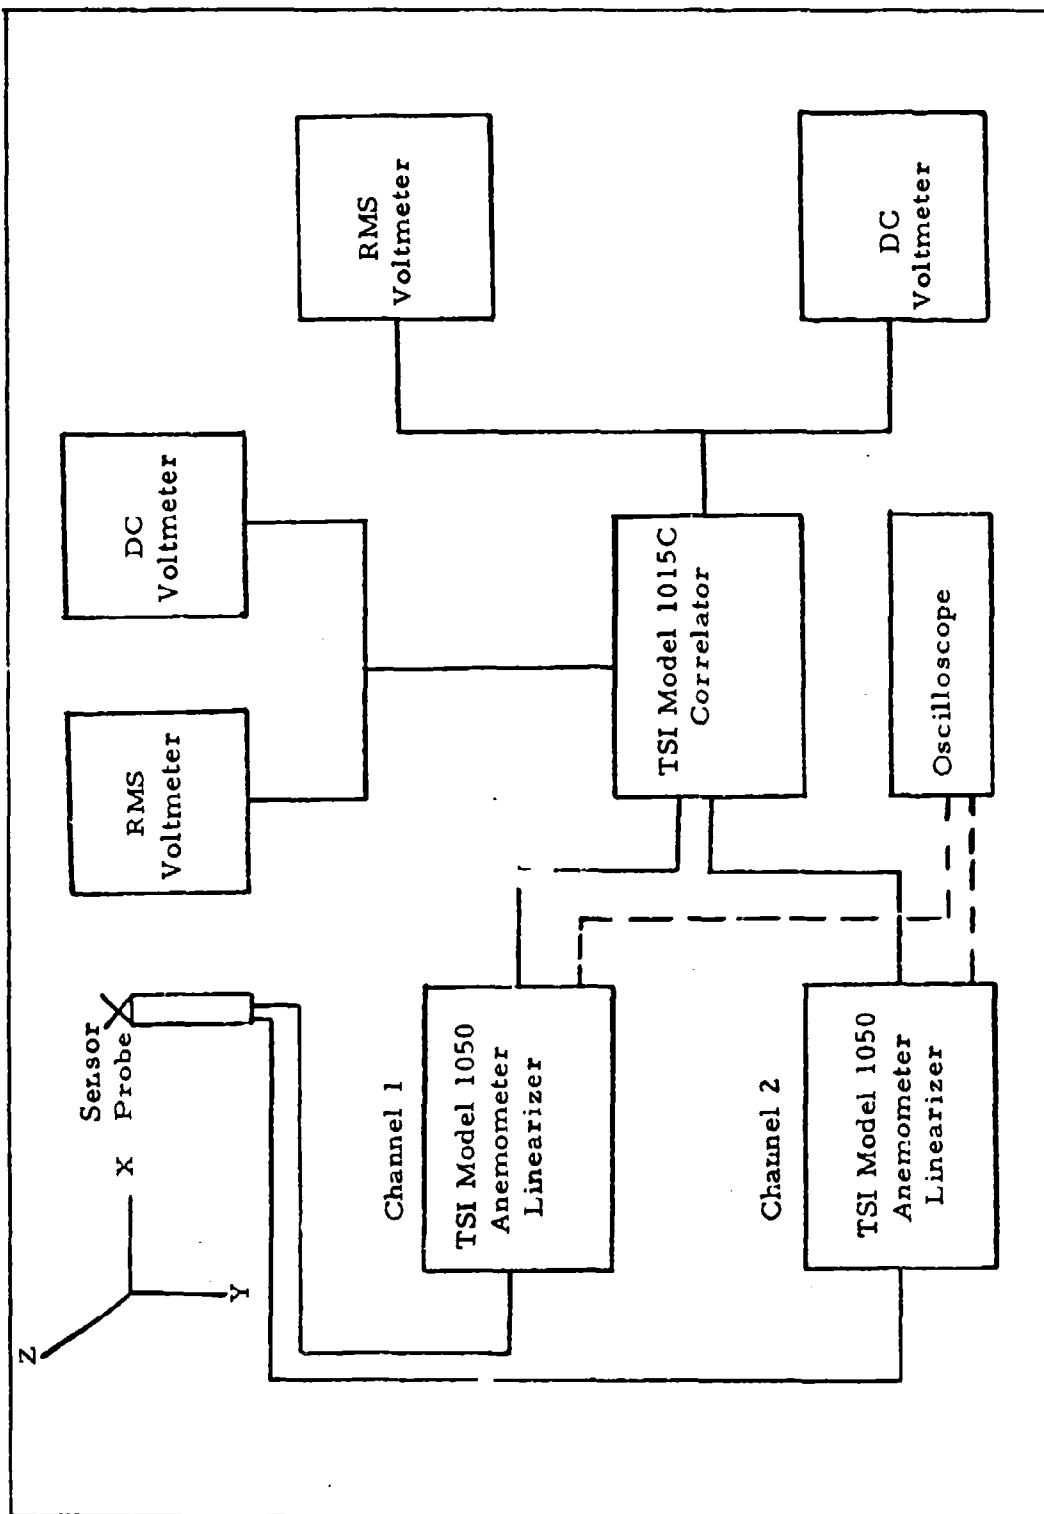 Z
X
Y
Sensor
Probe
RMS
Voltmeter
DC
Voltmeter
Channel 1
TSI Model 1050
Anemometer
Linearizer
TSI Model 1015C
Correlator
RMS
Voltmeter
Channel 2
TSI Model 1050
Anemometer
Linearizer
Oscilloscope
DC
Voltmeter